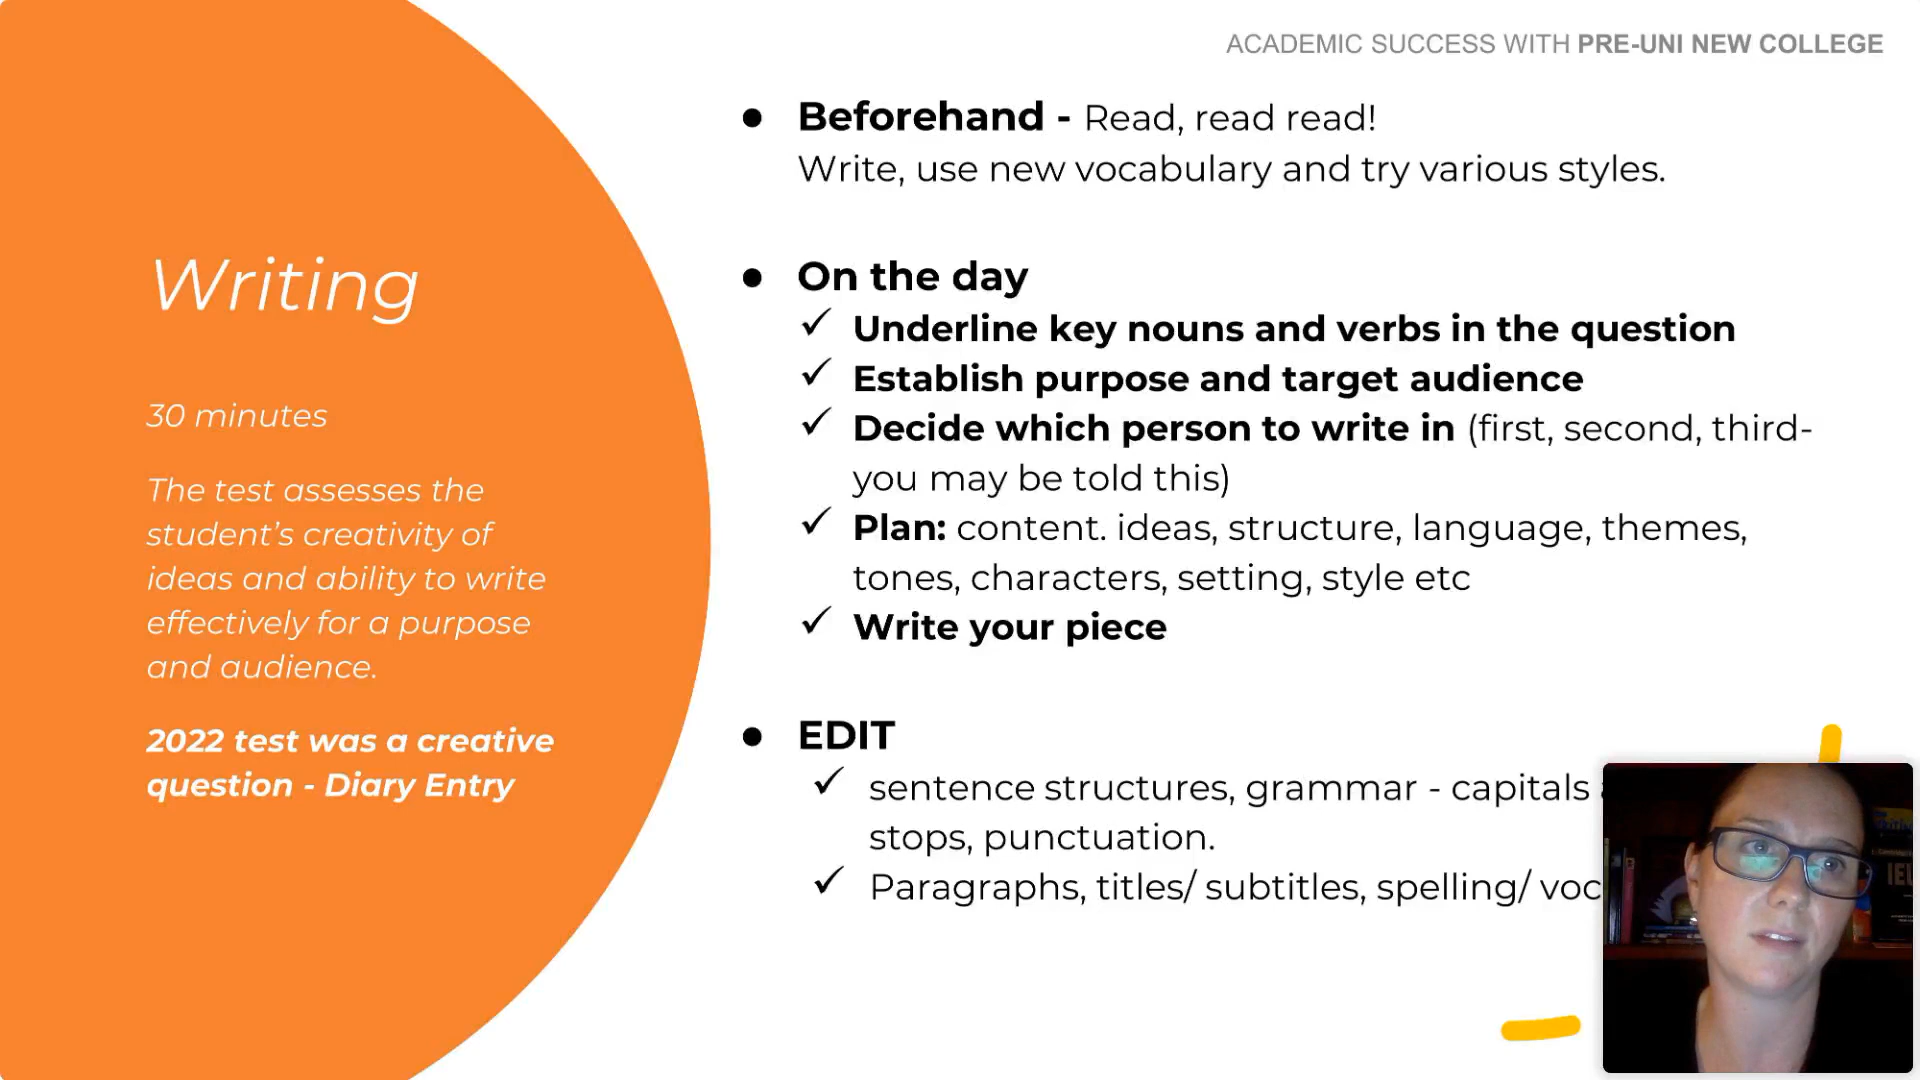 ACADEMIC SUCCESS WITH PRE-UNI NEW COLLEGE
Writing
30 minutes
The test assesses the
student's creativity of
ideas and ability to write
effectively for a purpose
and audience.
2022 test was a creative
question - Diary Entry
● Beforehand - Read, read read!
Write, use new vocabulary and try various styles.
● On the day
✓ Underline key nouns and verbs in the question
✓ Establish purpose and target audience
✓ Decide which person to write in (first, second, third-
you may be told this)
✓ Plan: content. ideas, structure, language, themes,
tones, characters, setting, style etc
✓ Write your piece
● EDIT
✓ sentence structures, grammar - capitals
stops, punctuation.
✓ Paragraphs, titles/ subtitles, spelling/ voc